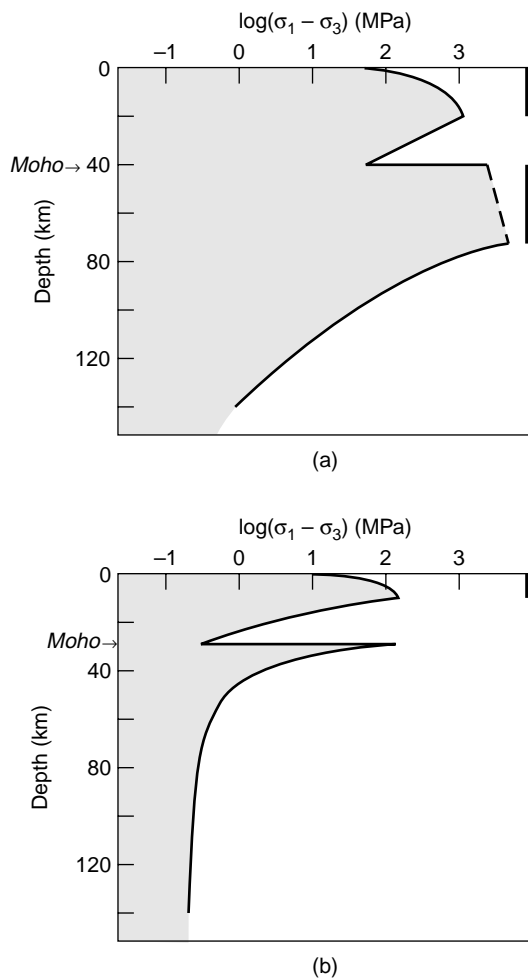 log(σ₁ – σ₃) (MPa)
–1 0 1 2 3
0
Moho→ 40
80
120
Depth (km)
(a)
log(σ₁ – σ₃) (MPa)
–1 0 1 2 3
0
Moho→
40
80
120
Depth (km)
(b)